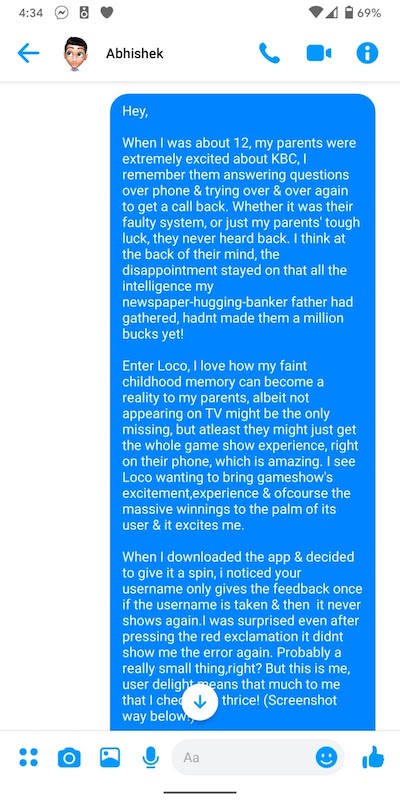 4:34
69%
Abhishek
Hey,
When I was about 12, my parents were
extremely excited about KBC, I
remember them answering questions
over phone & trying over & over again
to get a call back. Whether it was their
faulty system, or just my parents' tough
luck, they never heard back. I think at
the back of their mind, the
disappointment stayed on that all the
intelligence my
newspaper-hugging-banker father had
gathered, hadnt made them a million
bucks yet!
Enter Loco, I love how my faint
childhood memory can become a
reality to my parents, albeit not
appearing on TV might be the only
missing, but atleast they might just get
the whole game show experience, right
on their phone, which is amazing. I see
Loco wanting to bring gameshow's
excitement,experience & ofcourse the
massive winnings to the palm of its
user & it excites me.
When I downloaded the app & decided
to give it a spin, i noticed your
username only gives the feedback once
if the username is taken & then  it never
shows again.I was surprised even after
pressing the red exclamation it didnt
show me the error again. Probably a
really small thing,right? But this is me,
user delight means that much to me
that I thrice! (Screenshot
way below!)
Aa